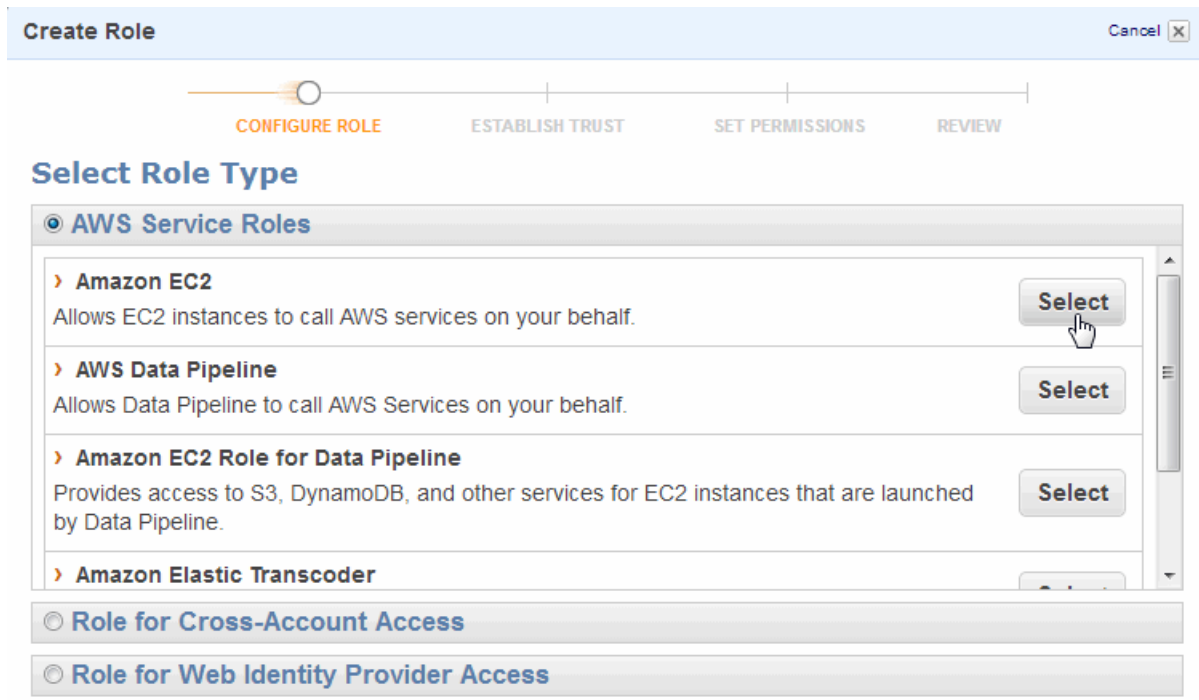 Create Role
Cancel
CONFIGURE ROLE
ESTABLISH TRUST
SET PERMISSIONS
REVIEW
Select Role Type
AWS Service Roles
Amazon EC2
Allows EC2 instances to call AWS services on your behalf.
Select
AWS Data Pipeline
Allows Data Pipeline to call AWS Services on your behalf.
Select
Amazon EC2 Role for Data Pipeline
Provides access to S3, DynamoDB, and other services for EC2 instances that are launched
by Data Pipeline.
Select
Amazon Elastic Transcoder
Role for Cross-Account Access
Role for Web Identity Provider Access